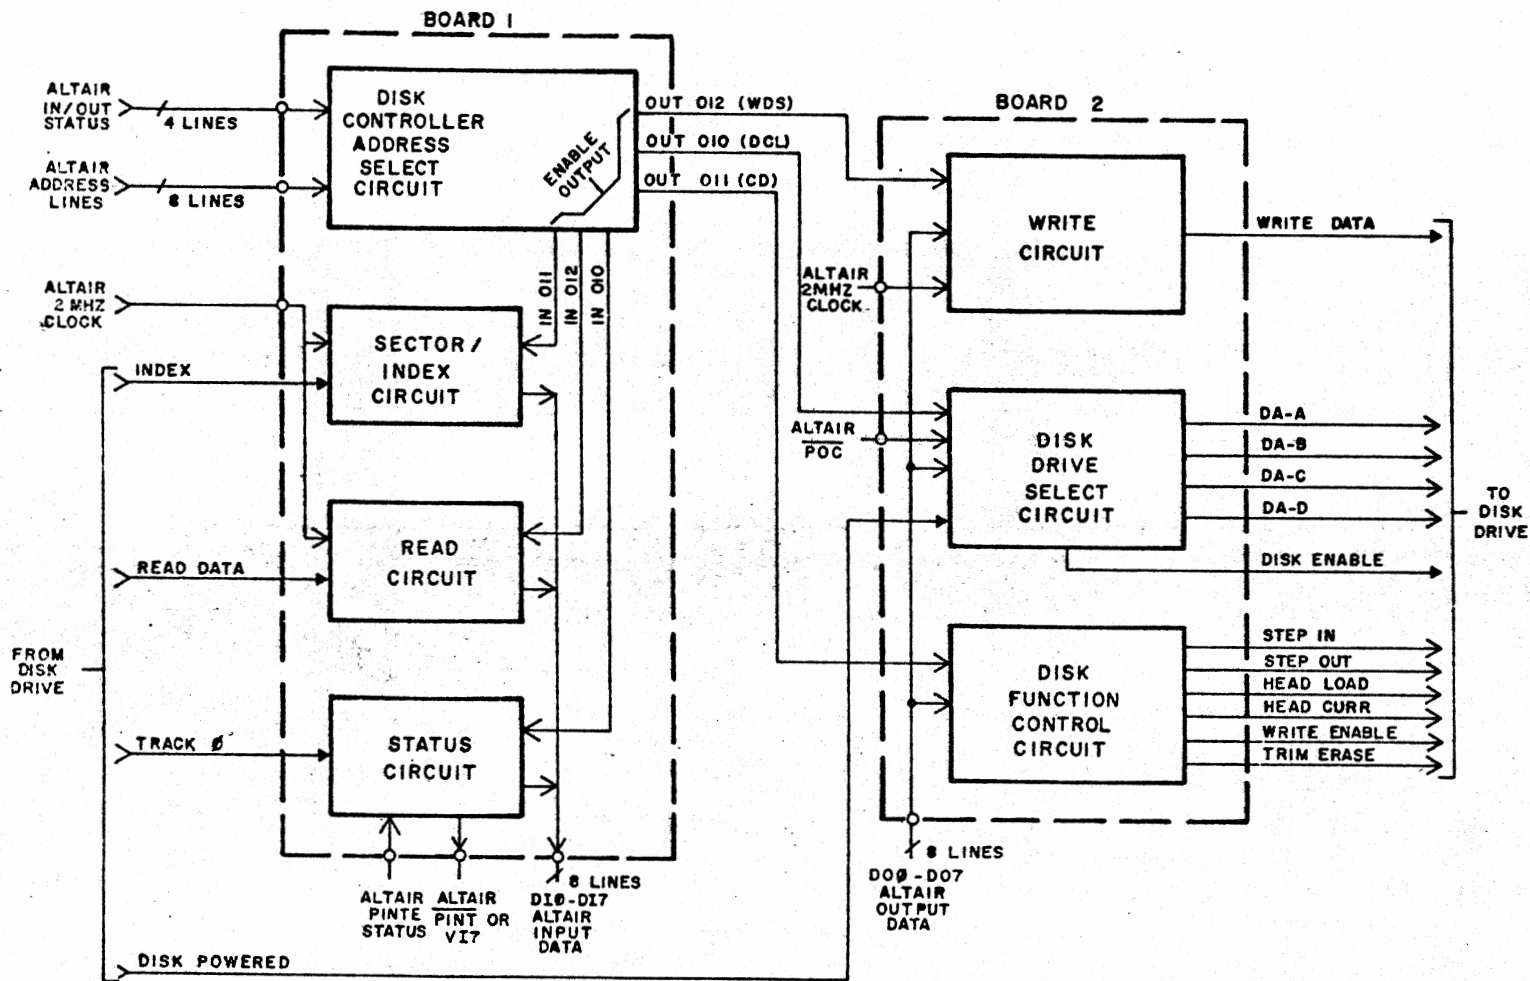 BOARD 1
ALTAIR
IN/OUT
STATUS
4 LINES
ALTAIR
ADDRESS
LINES
8 LINES
DISK
CONTROLLER
ADDRESS
SELECT
CIRCUIT
ENABLE
OUTPUT
OUT 012 (WDS)
OUT 010 (DCL)
OUT 011 (CD)
IN 011
IN 012
IN 010
ALTAIR
2 MHZ
CLOCK
INDEX
SECTOR/
INDEX
CIRCUIT
READ DATA
READ
CIRCUIT
FROM
DISK
DRIVE
TRACK Ø
STATUS
CIRCUIT
ALTAIR
PINTE
STATUS
ALTAIR
PINT OR
VI7
8 LINES
DIØ-DI7
ALTAIR
INPUT
DATA
DISK POWERED
BOARD 2
WRITE
CIRCUIT
ALTAIR
2MHZ
CLOCK
WRITE DATA
ALTAIR
POC
DISK
DRIVE
SELECT
CIRCUIT
DA-A
DA-B
DA-C
DA-D
DISK ENABLE
TO
DISK
DRIVE
DISK
FUNCTION
CONTROL
CIRCUIT
STEP IN
STEP OUT
HEAD LOAD
HEAD CURR
WRITE ENABLE
TRIM ERASE
8 LINES
DOØ-DO7
ALTAIR
OUTPUT
DATA